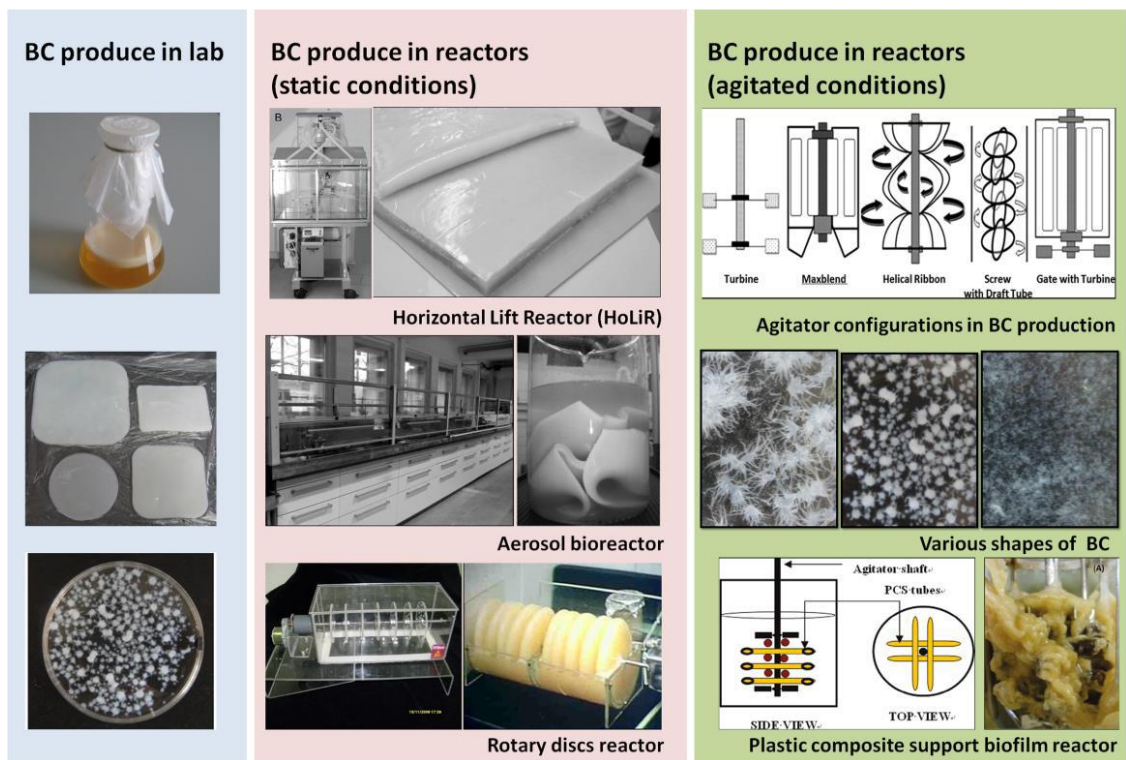 BC produce in lab
BC produce in reactors
(static conditions)
B
Horizontal Lift Reactor (HoLiR)
Aerosol bioreactor
Rotary discs reactor
BC produce in reactors
(agitated conditions)
Turbine
Maxblend
Helical Ribbon
Screw
with Draft Tube
Gate with Turbine
Agitator configurations in BC production
Various shapes of BC
Agitator shaft
PCS tubes
SIDE VIEW
TOP VIEW
(A)
Plastic composite support biofilm reactor